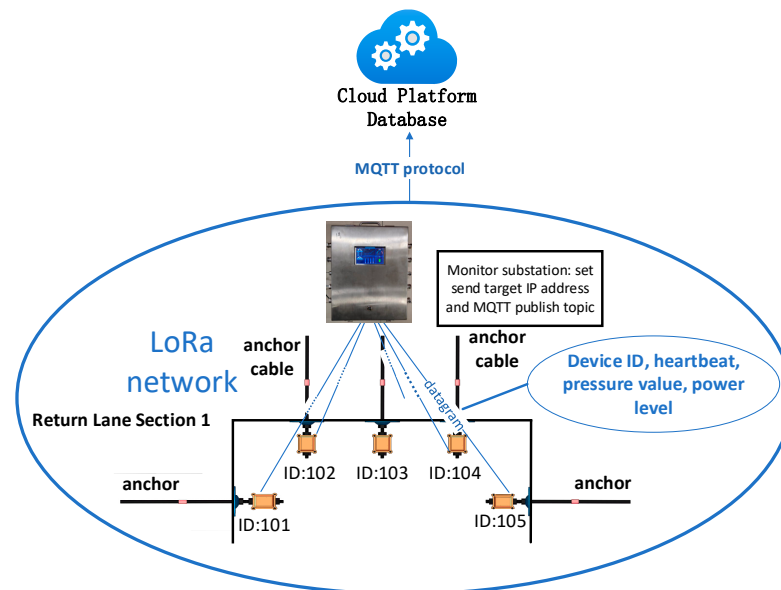 Cloud Platform
Database
MQTT protocol
Monitor substation: set
send target IP address
and MQTT publish topic
LoRa
network
anchor
cable
anchor
cable
datagram
Device ID, heartbeat,
pressure value, power
level
Return Lane Section 1
ID:102
ID:103
ID:104
anchor
anchor
ID:101
ID:105